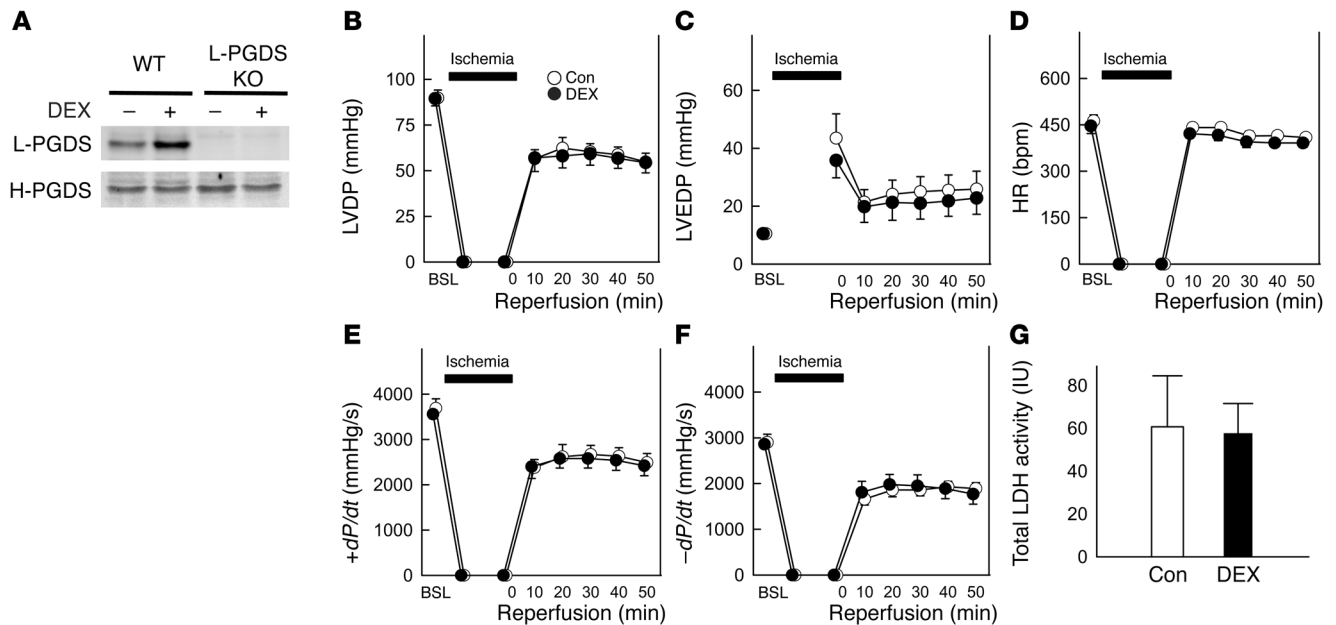 A
WT
L-PGDS
KO
DEX
– + – +
L-PGDS
H-PGDS
B
Ischemia
Con
DEX
LVDP (mmHg)
100
75
50
25
0
BSL 0 10 20 30 40 50
Reperfusion (min)
C
Ischemia
LVEDP (mmHg)
60
40
20
0
BSL 0 10 20 30 40 50
Reperfusion (min)
D
Ischemia
HR (bpm)
600
450
300
150
0
BSL 0 10 20 30 40 50
Reperfusion (min)
E
Ischemia
+dP/dt (mmHg/s)
4000
3000
2000
1000
0
BSL 0 10 20 30 40 50
Reperfusion (min)
F
Ischemia
–dP/dt (mmHg/s)
4000
3000
2000
1000
0
BSL 0 10 20 30 40 50
Reperfusion (min)
G
Total LDH activity (IU)
80
60
40
20
0
Con DEX